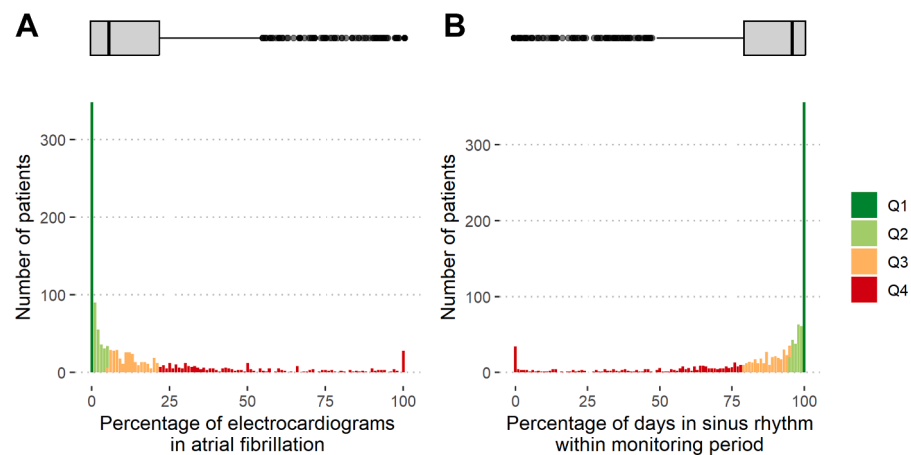 A
B
Number of patients
300
200
100
0
0
25
50
75
100
Percentage of electrocardiograms
in atrial fibrillation
Number of patients
300
200
100
0
0
25
50
75
100
Percentage of days in sinus rhythm
within monitoring period
Q1
Q2
Q3
Q4